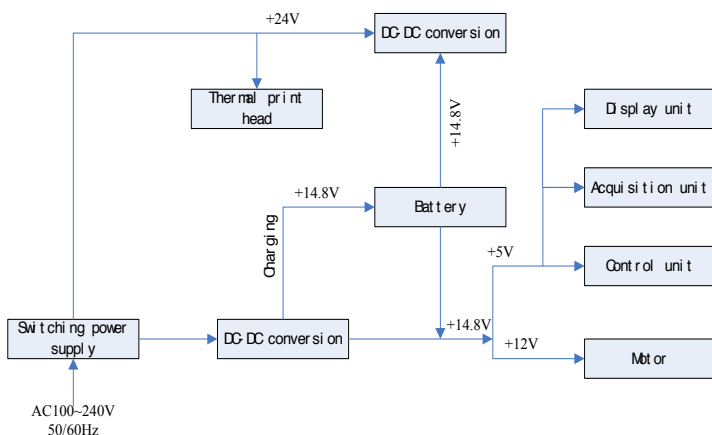 +24V
DC-DC conversion
Thermal print
head
+14.8V
Display unit
Acquisition unit
+14.8V
Battery
Charging
+5V
Control unit
Switching power
supply
DC-DC conversion
+14.8V
+12V
Motor
AC100~240V
50/60Hz